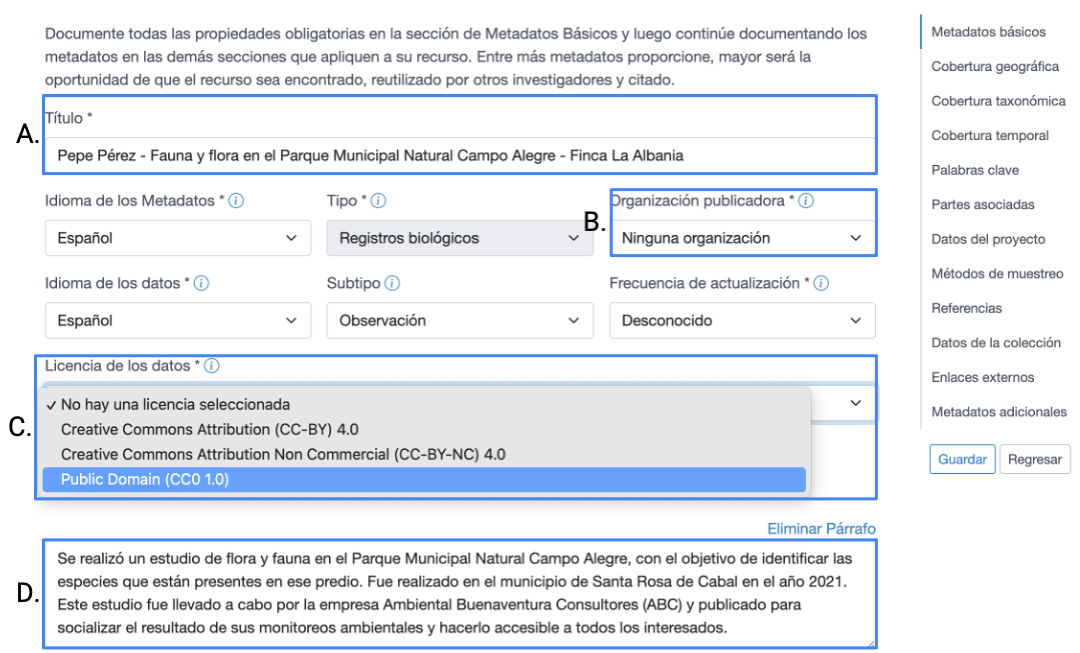 Documente todas las propiedades obligatorias en la sección de Metadatos Básicos y luego continúe documentando los
metadatos en las demás secciones que apliquen a su recurso. Entre más metadatos proporcione, mayor será la
oportunidad de que el recurso sea encontrado, reutilizado por otros investigadores y citado.
A.
Título *
Pepe Pérez - Fauna y flora en el Parque Municipal Natural Campo Alegre - Finca La Albania
Idioma de los Metadatos *
Español
Tipo *
Registros biológicos
B.
Organización publicadora *
Ninguna organización
Idioma de los datos *
Español
Subtipo
Observación
Frecuencia de actualización *
Desconocido
C.
Licencia de los datos *
✓ No hay una licencia seleccionada
Creative Commons Attribution (CC-BY) 4.0
Creative Commons Attribution Non Commercial (CC-BY-NC) 4.0
Public Domain (CC0 1.0)
Eliminar Párrafo
D.
Se realizó un estudio de flora y fauna en el Parque Municipal Natural Campo Alegre, con el objetivo de identificar las
especies que están presentes en ese predio. Fue realizado en el municipio de Santa Rosa de Cabal en el año 2021.
Este estudio fue llevado a cabo por la empresa Ambiental Buenaventura Consultores (ABC) y publicado para
socializar el resultado de sus monitoreos ambientales y hacerlo accesible a todos los interesados.
Metadatos básicos
Cobertura geográfica
Cobertura taxonómica
Cobertura temporal
Palabras clave
Partes asociadas
Datos del proyecto
Métodos de muestreo
Referencias
Datos de la colección
Enlaces externos
Metadatos adicionales
Guardar
Regresar